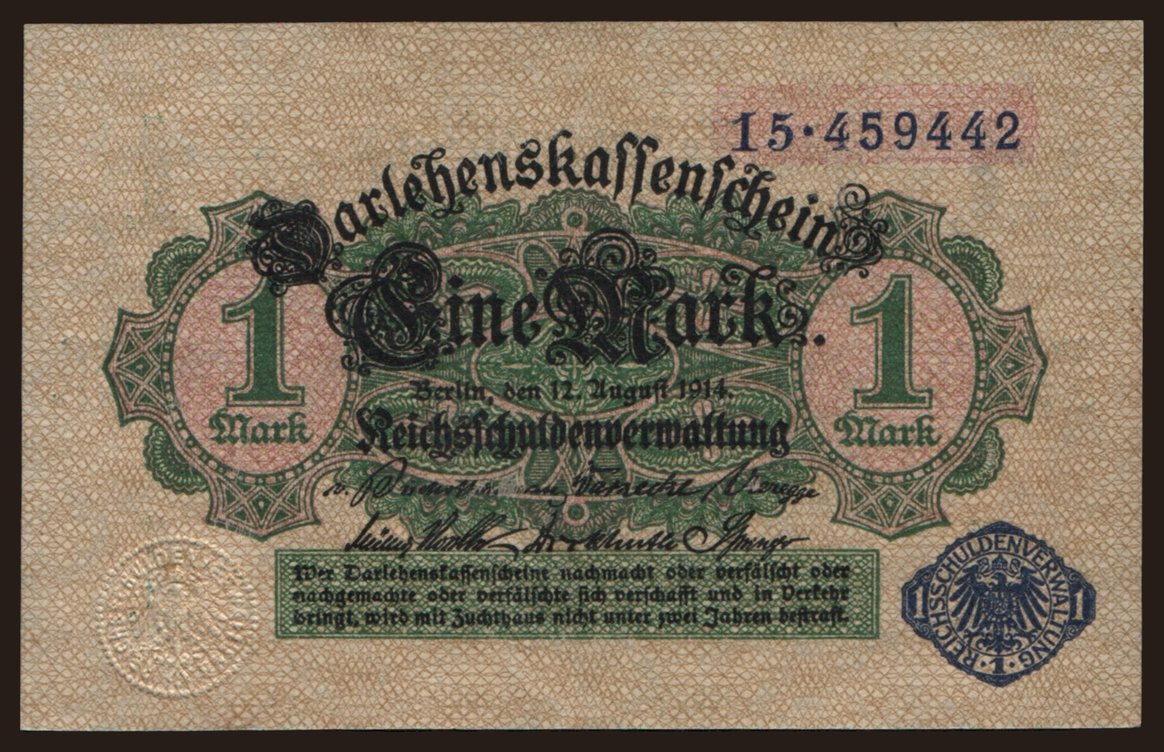 15·459442
Darlehenskassenschein
Eine Mark.
1 Mark
1 Mark
Berlin, den 12. August 1914.
Reichsschuldenverwaltung
Wer Darlehenskassenscheine nachmacht oder verfälscht oder
nachgemachte oder verfälschte sich verschafft und in Verkehr
bringt, wird mit Zuchthaus nicht unter zwei Jahren bestraft.
REICHSSCHULDENVERWALTUNG
1 1
·1·